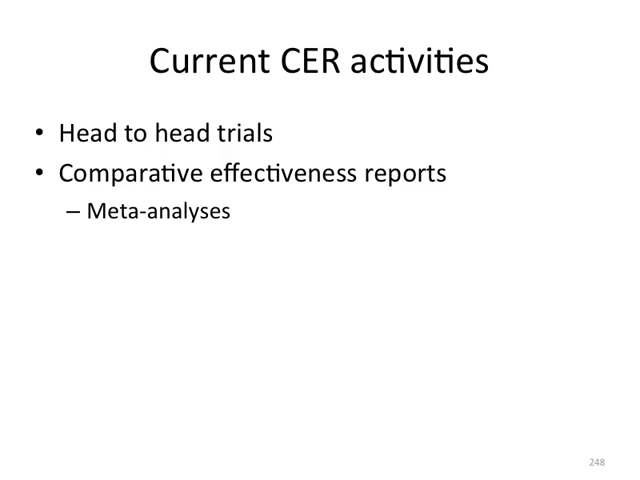 Current CER activities
• Head to head trials
• Comparative effectiveness reports
– Meta-analyses
248